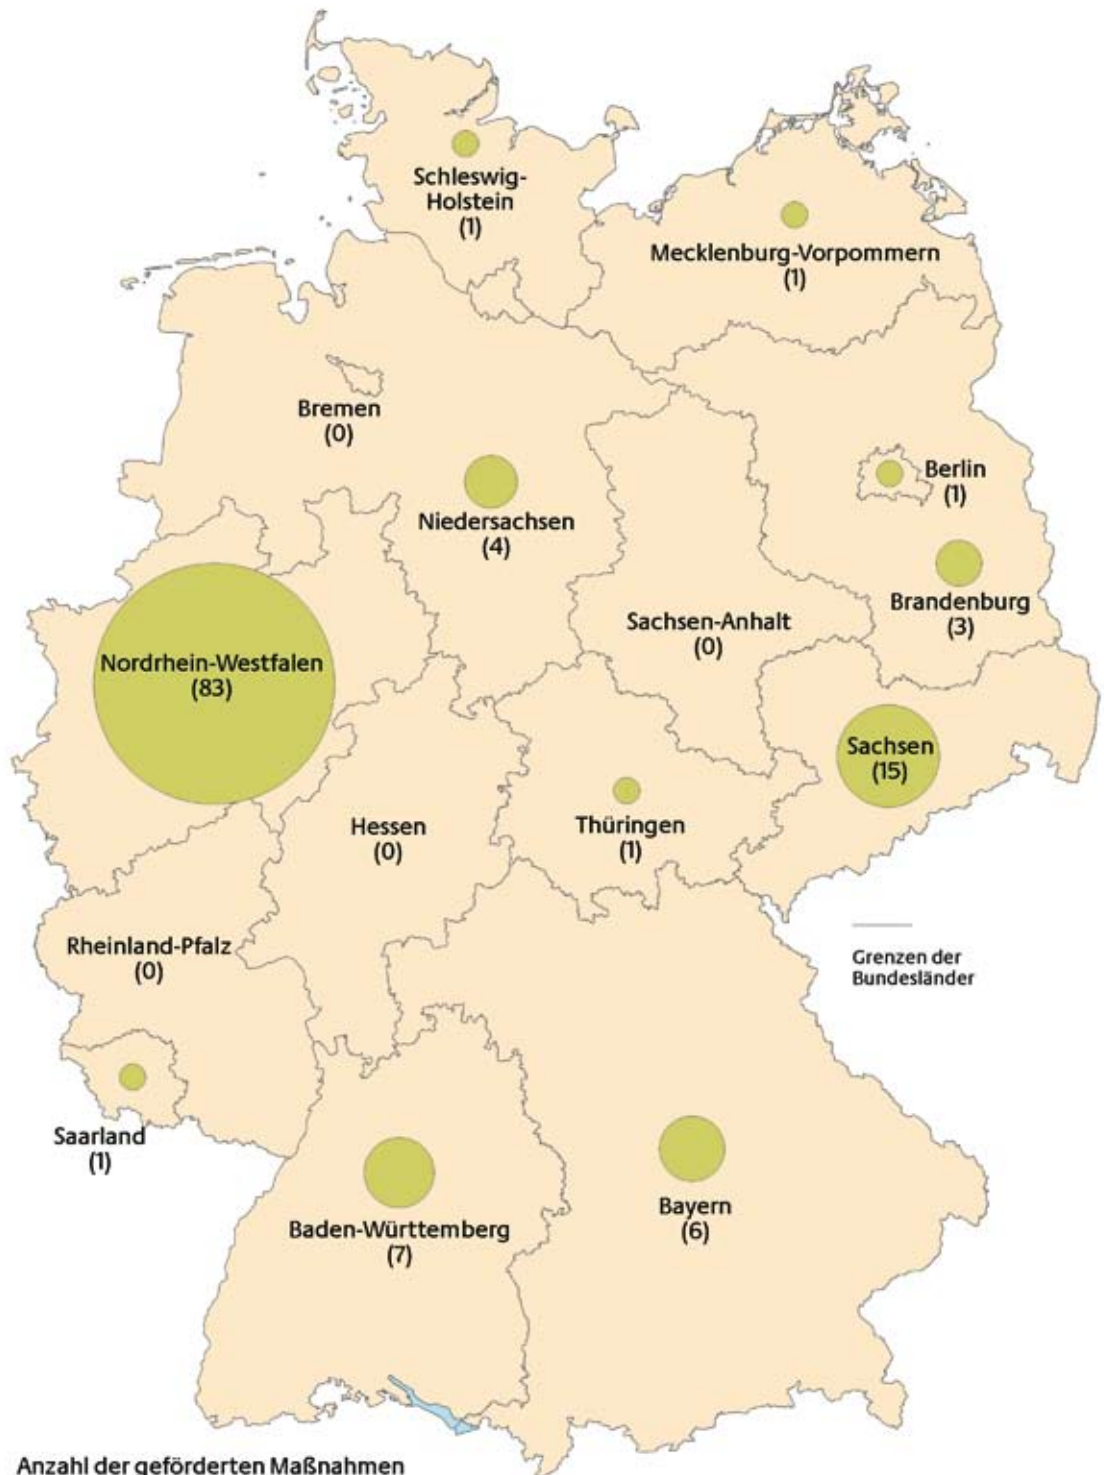 Schleswig-
Holstein
(1)
Mecklenburg-Vorpommern
(1)
Bremen
(0)
Berlin
(1)
Niedersachsen
(4)
Brandenburg
(3)
Sachsen-Anhalt
(0)
Nordrhein-Westfalen
(83)
Sachsen
(15)
Hessen
(0)
Thüringen
(1)
Rheinland-Pfalz
(0)
Grenzen der
Bundesländer
Saarland
(1)
Baden-Württemberg
(7)
Bayern
(6)
Anzahl der geförderten Maßnahmen